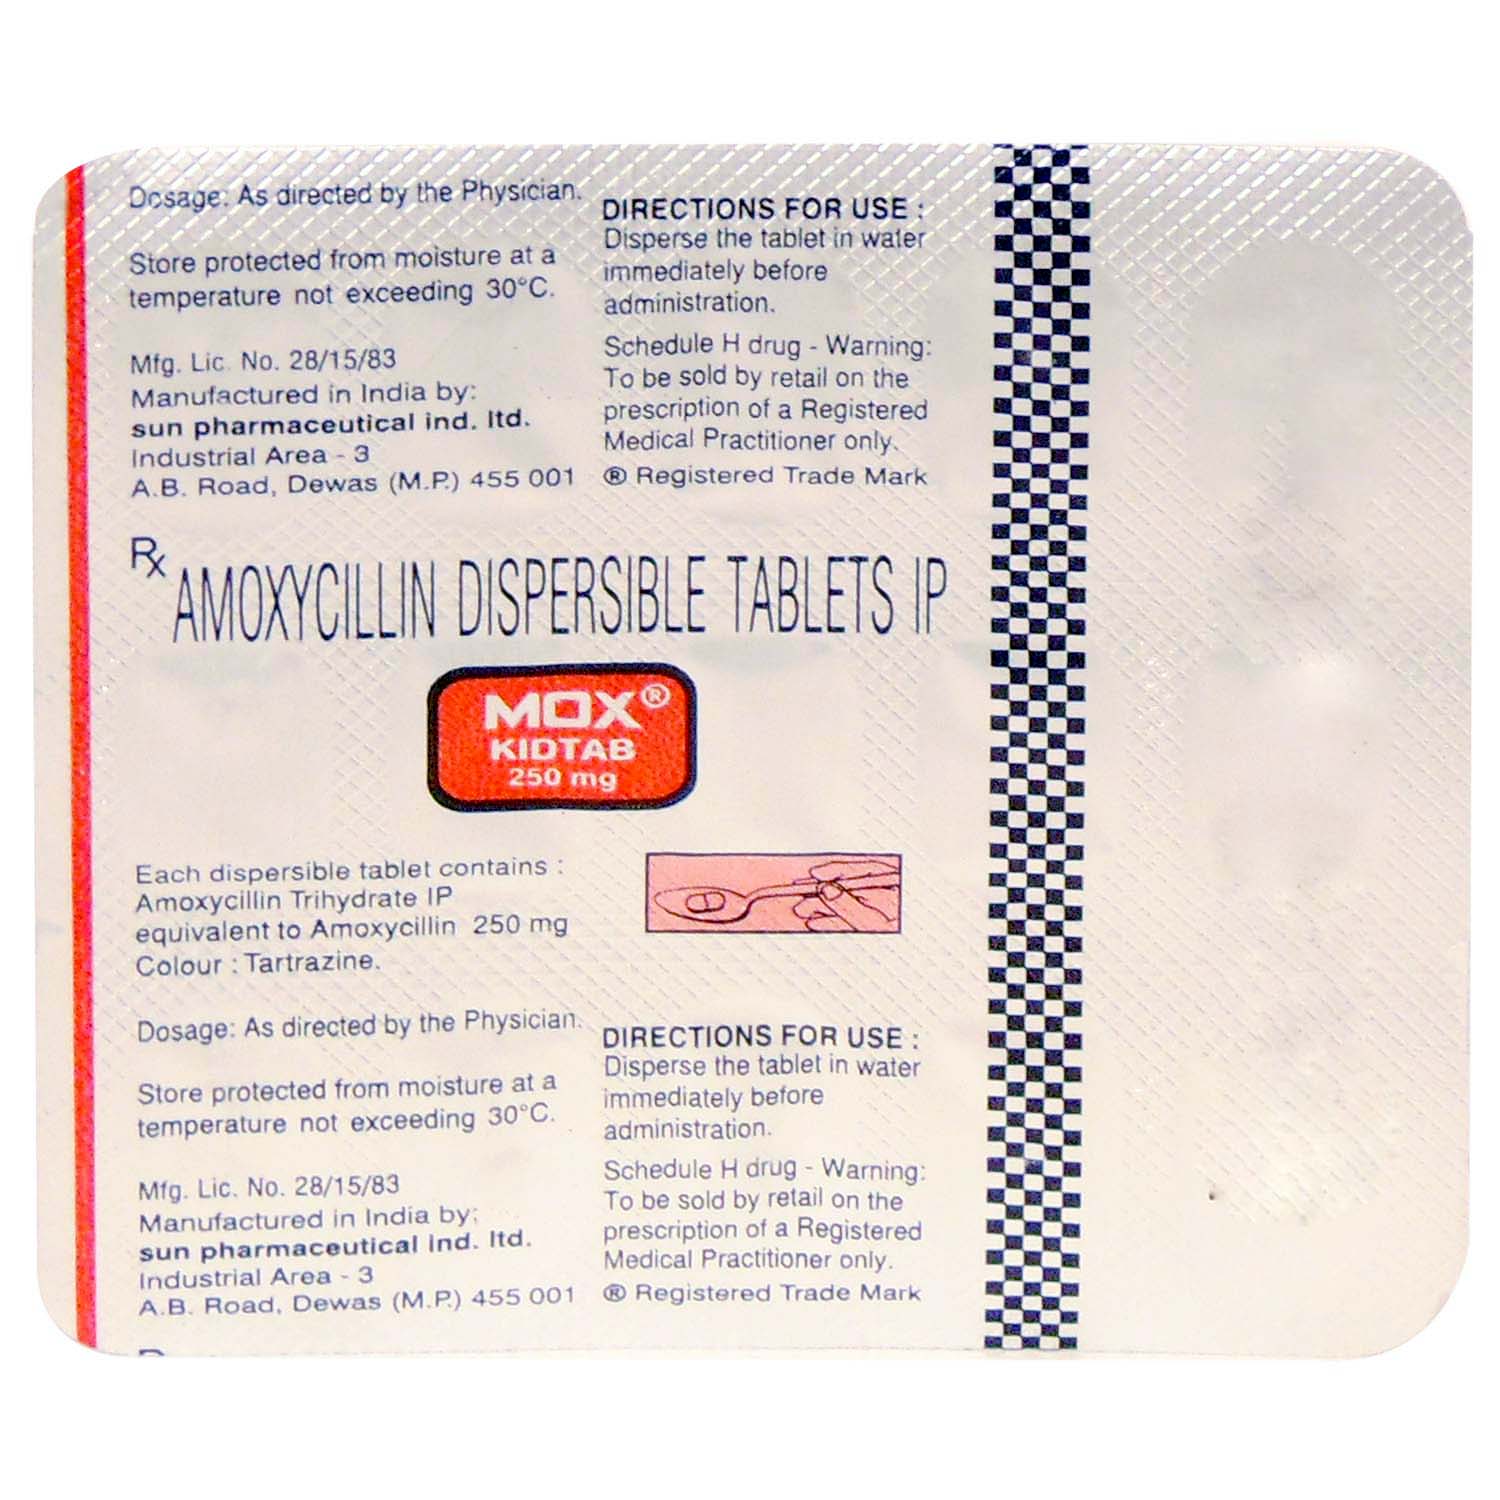 Dosage: As directed by the Physician.
Store protected from moisture at a
temperature not exceeding 30°C.
Mfg. Lic. No. 28/15/83
Manufactured in India by:
sun pharmaceutical ind. ltd.
Industrial Area - 3
A.B. Road, Dewas (M.P.) 455 001
DIRECTIONS FOR USE :
Disperse the tablet in water
immediately before
administration.
Schedule H drug - Warning:
To be sold by retail on the
prescription of a Registered
Medical Practitioner only.
® Registered Trade Mark
Rx AMOXYCILLIN DISPERSIBLE TABLETS IP
MOX®
KIDTAB
250 mg
Each dispersible tablet contains :
Amoxycillin Trihydrate IP
equivalent to Amoxycillin 250 mg
Colour : Tartrazine.
Dosage: As directed by the Physician.
Store protected from moisture at a
temperature not exceeding 30°C.
Mfg. Lic. No. 28/15/83
Manufactured in India by:
sun pharmaceutical ind. ltd.
Industrial Area - 3
A.B. Road, Dewas (M.P.) 455 001
DIRECTIONS FOR USE :
Disperse the tablet in water
immediately before
administration.
Schedule H drug - Warning:
To be sold by retail on the
prescription of a Registered
Medical Practitioner only.
® Registered Trade Mark